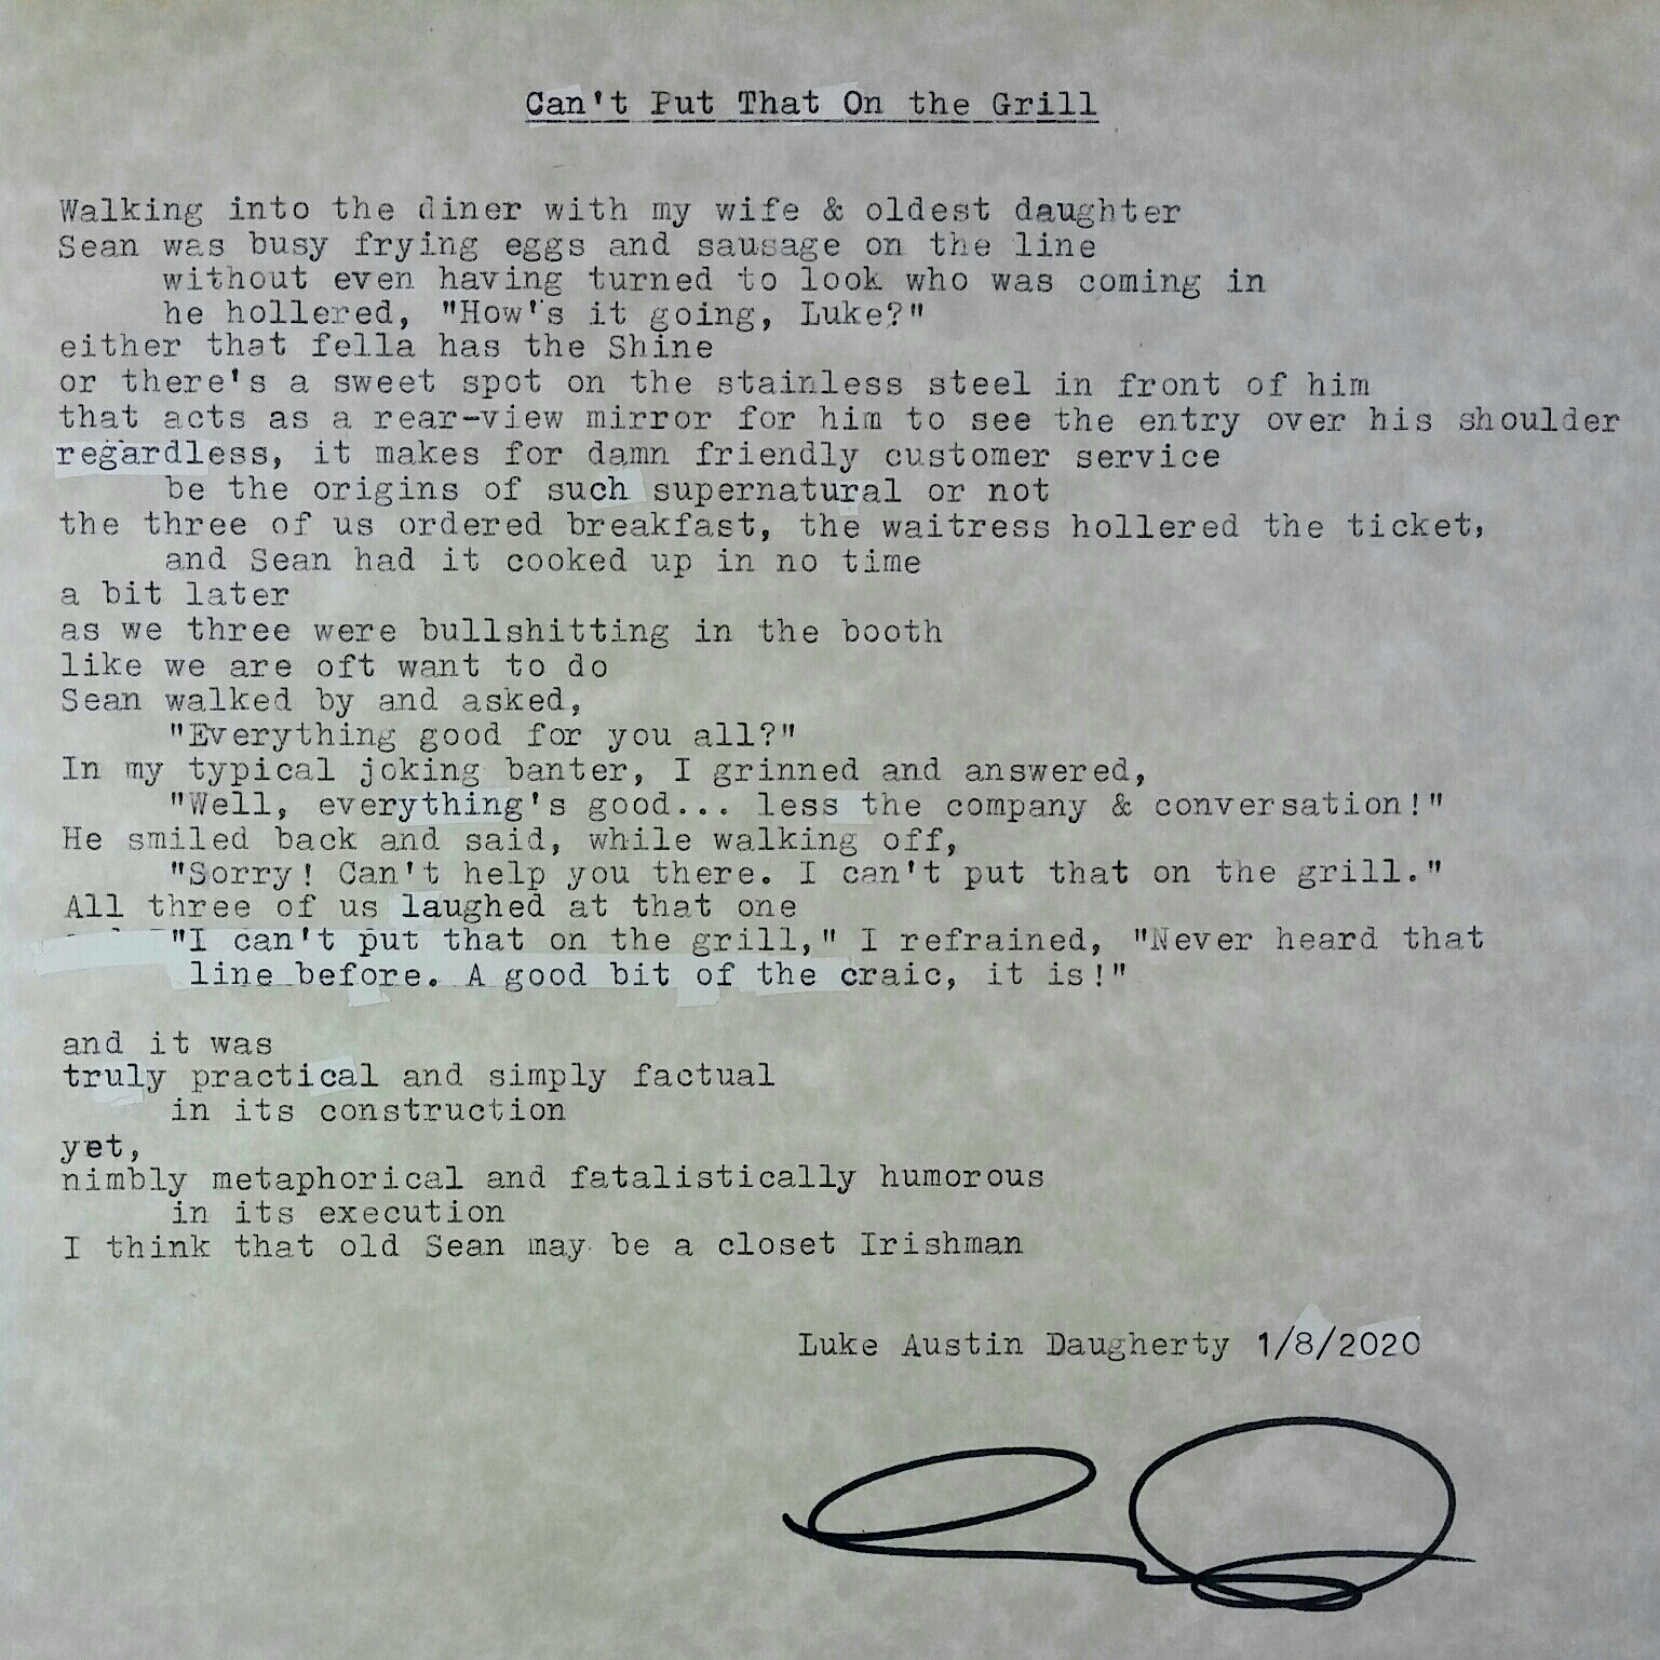 Can't Put That On the Grill
Walking into the diner with my wife & oldest daughter
Sean was busy frying eggs and sausage on the line
without even having turned to look who was coming in
he hollered, "How's it going, Luke?"
either that fella has the Shine
or there's a sweet spot on the stainless steel in front of him
that acts as a rear-view mirror for him to see the entry over his shoulder
regardless, it makes for damn friendly customer service
be the origins of such supernatural or not
the three of us ordered breakfast, the waitress hollered the ticket,
and Sean had it cooked up in no time
a bit later
as we three were bullshitting in the booth
like we are oft want to do
Sean walked by and asked,
"Everything good for you all?"
In my typical joking banter, I grinned and answered,
"Well, everything's good... less the company & conversation!"
He smiled back and said, while walking off,
"Sorry! Can't help you there. I can't put that on the grill."
All three of us laughed at that one
"I can't put that on the grill," I refrained, "Never heard that
line before. A good bit of the craic, it is!"
and it was
truly practical and simply factual
in its construction
yet,
nimbly metaphorical and fatalistically humorous
in its execution
I think that old Sean may be a closet Irishman
Luke Austin Daugherty 1/8/2020